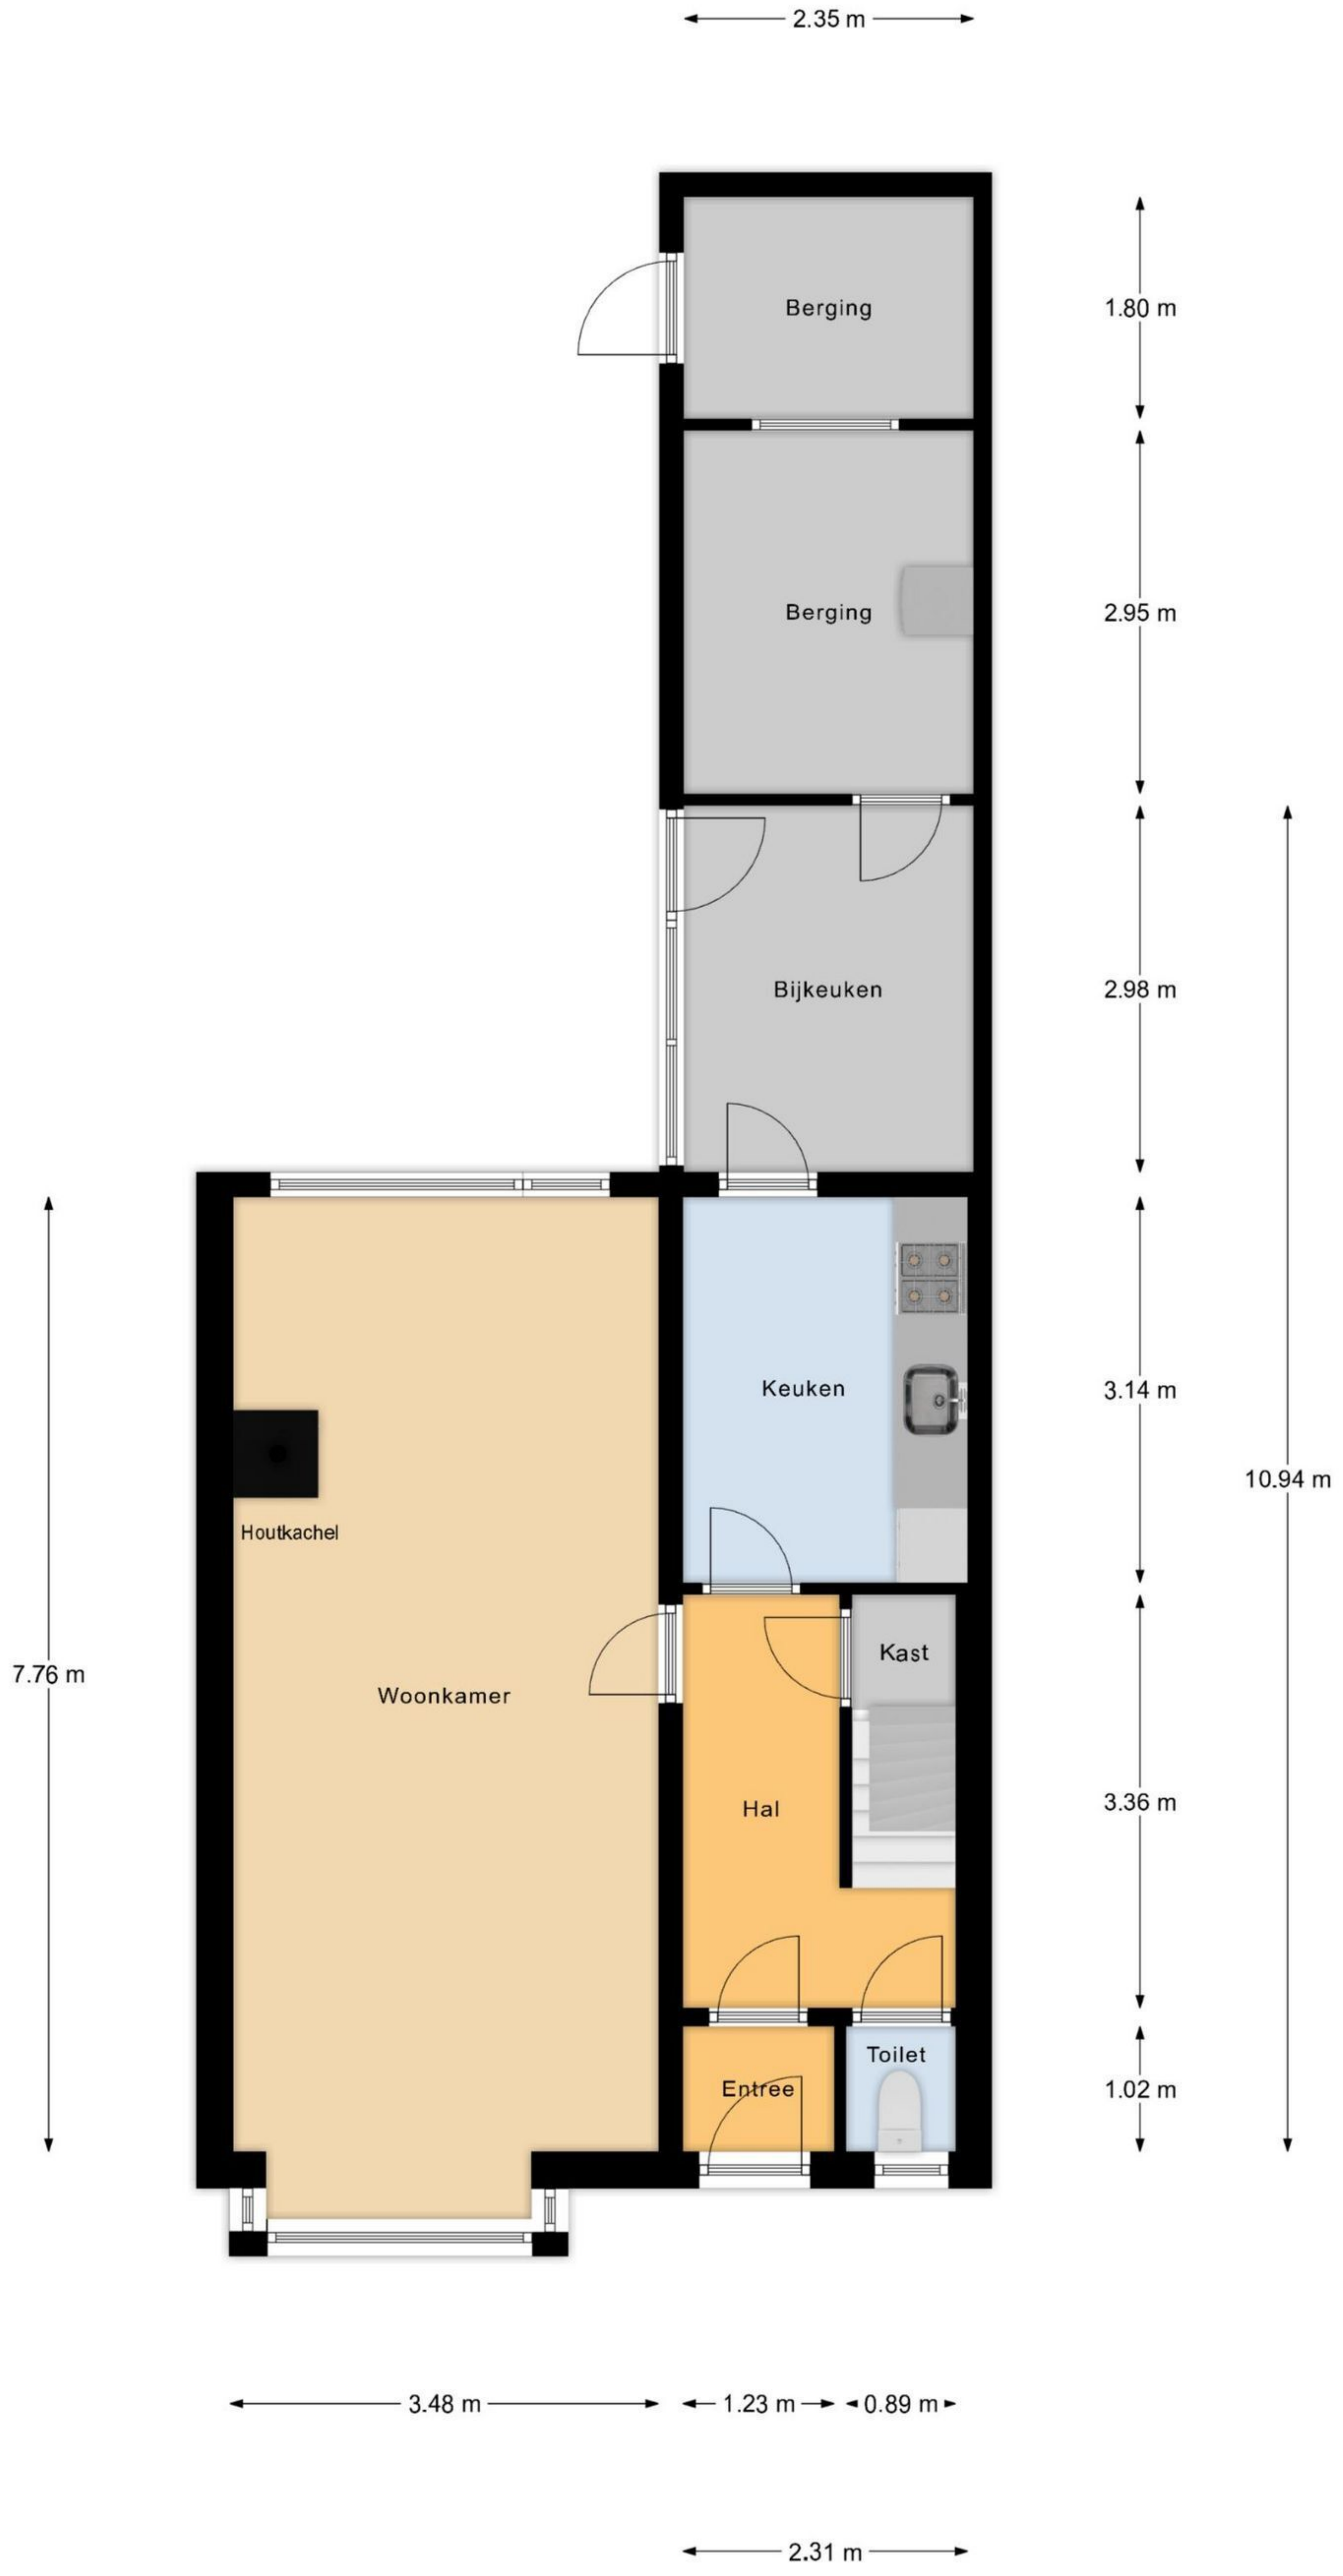 2.35 m
Berging
1.80 m
Berging
2.95 m
Bijkeuken
2.98 m
Keuken
3.14 m
10.94 m
Houtkachel
Kast
7.76 m
Woonkamer
Hal
3.36 m
Toilet
Entree
1.02 m
3.48 m
1.23 m
0.89 m
2.31 m